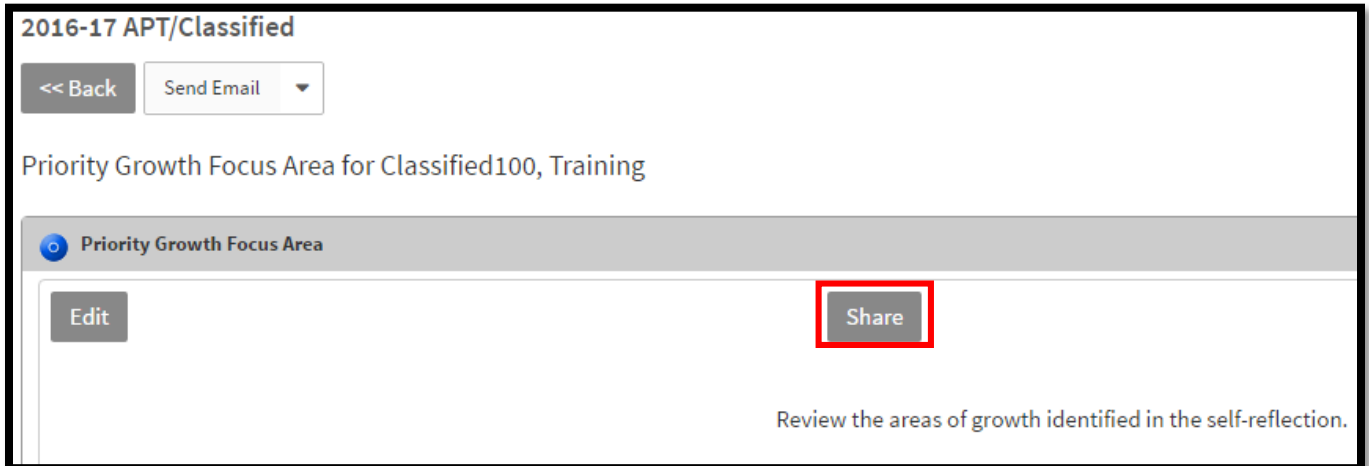 2016-17 APT/Classified
<< Back Send Email
Priority Growth Focus Area for Classified100, Training
Priority Growth Focus Area
Edit Share
Review the areas of growth identified in the self-reflection.